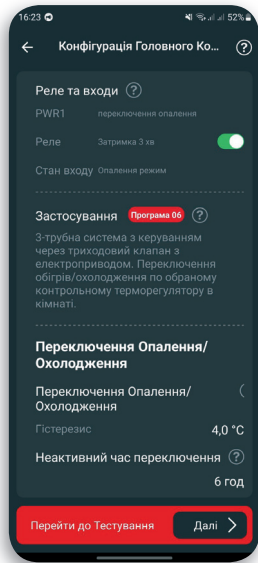 16:23 52%
Конфігурація Головного Ко... ?
Реле та входи ?
PWR1 переключення опалення
Реле Затримка 3 хв
Стан входу Опалення режим
Застосування Програма 06 ?
3-трубна система з керуванням
через триходовий клапан з
електроприводом. Переключення
обігрів/охолодження по обраному
контрольному терморегулятору в
кімнаті.
Переключення Опалення/
Охолодження
Переключення Опалення/
Охолодження
Гістерезис 4,0 °C
Неактивний час переключення ?
6 год
Перейти до Тестування Далі